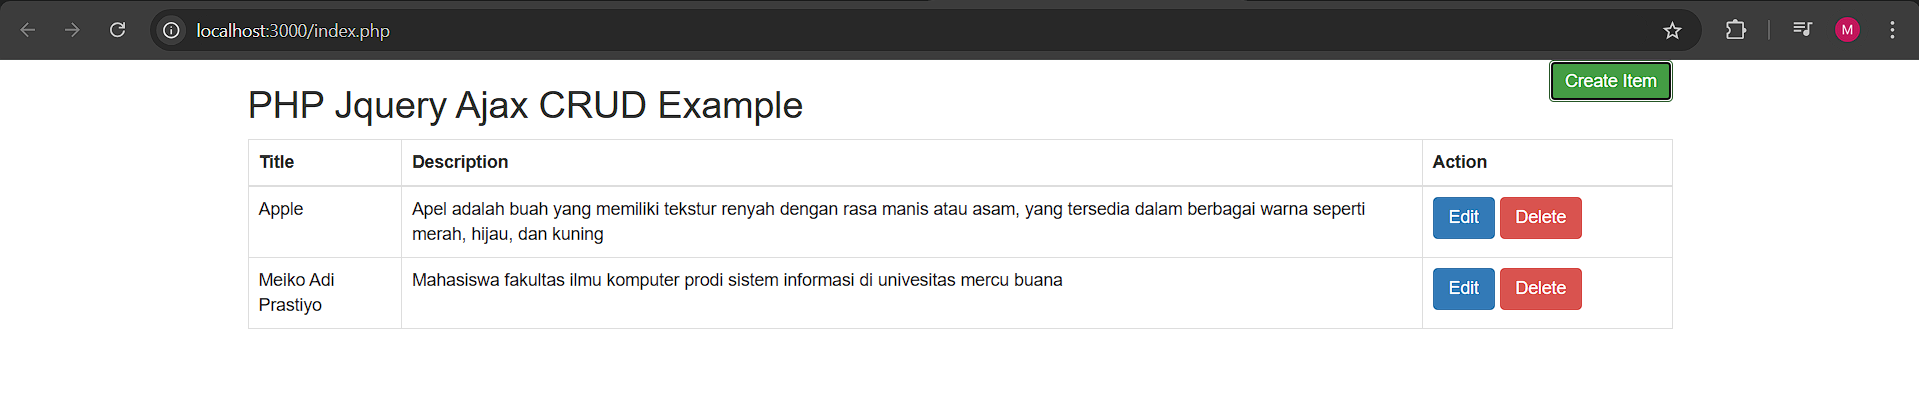 localhost:3000/index.php
M
Create Item
PHP Jquery Ajax CRUD Example
Title Description Action
Apple Apel adalah buah yang memiliki tekstur renyah dengan rasa manis atau asam, yang tersedia dalam berbagai warna seperti Edit Delete
merah, hijau, dan kuning
Meiko Adi Mahasiswa fakultas ilmu komputer prodi sistem informasi di univesitas mercu buana Edit Delete
Prastiyo